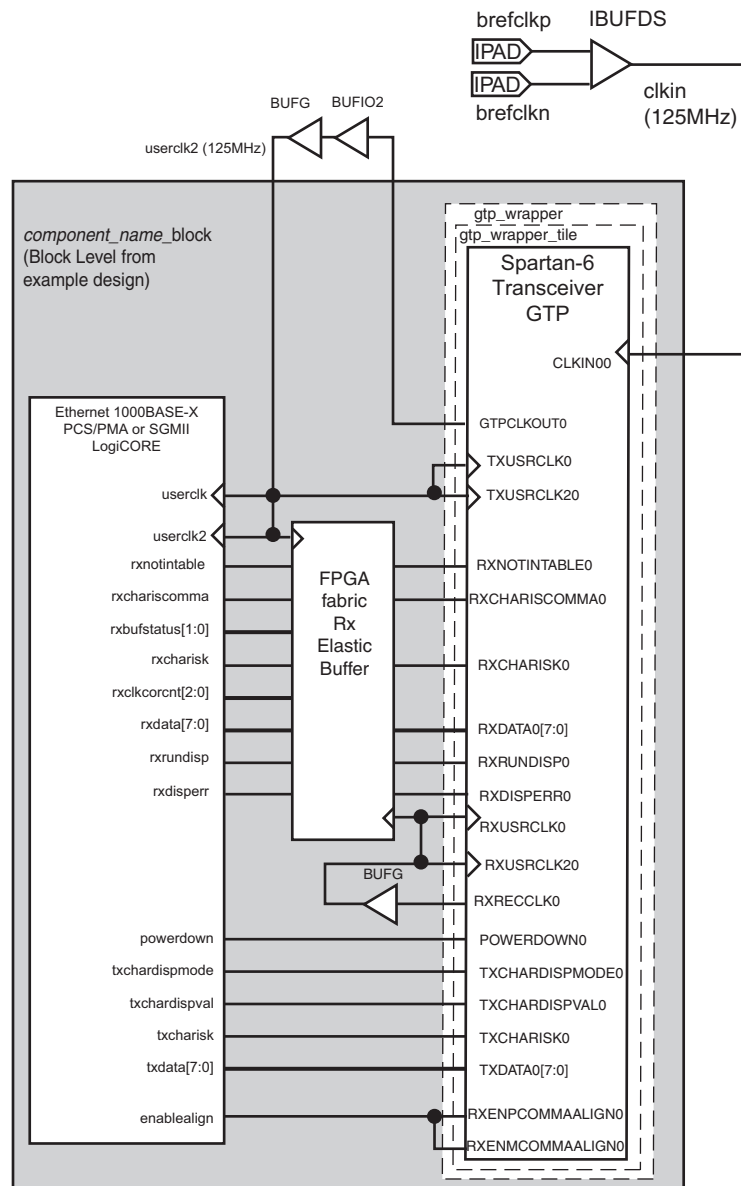 brefclkp
IBUFDS
IPAD
IPAD
brefclkn
clkin
(125MHz)
BUFG
BUFIO2
userclk2 (125MHz)
component_name_block
(Block Level from
example design)
gtp_wrapper
gtp_wrapper_tile
Spartan-6
Transceiver
GTP
CLKIN00
Ethernet 1000BASE-X
PCS/PMA or SGMII
LogiCORE
GTPCLKOUT0
TXUSRCLK0
userclk
TXUSRCLK20
userclk2
FPGA
fabric
Rx
Elastic
Buffer
rxnotintable
RXNOTINTABLE0
rxchariscomma
RXCHARISCOMMA0
rxbufstatus[1:0]
rxcharisk
RXCHARISK0
rxclkcorcnt[2:0]
rxdata[7:0]
RXDATA0[7:0]
rxrundisp
RXRUNDISP0
rxdisperr
RXDISPERR0
RXUSRCLK0
RXUSRCLK20
BUFG
RXRECCLK0
powerdown
POWERDOWN0
txchardispmode
TXCHARDISPMODE0
txchardispval
TXCHARDISPVAL0
txcharisk
TXCHARISK0
txdata[7:0]
TXDATA0[7:0]
enablealign
RXENPCOMMAALIGN0
RXENMCOMMAALIGN0